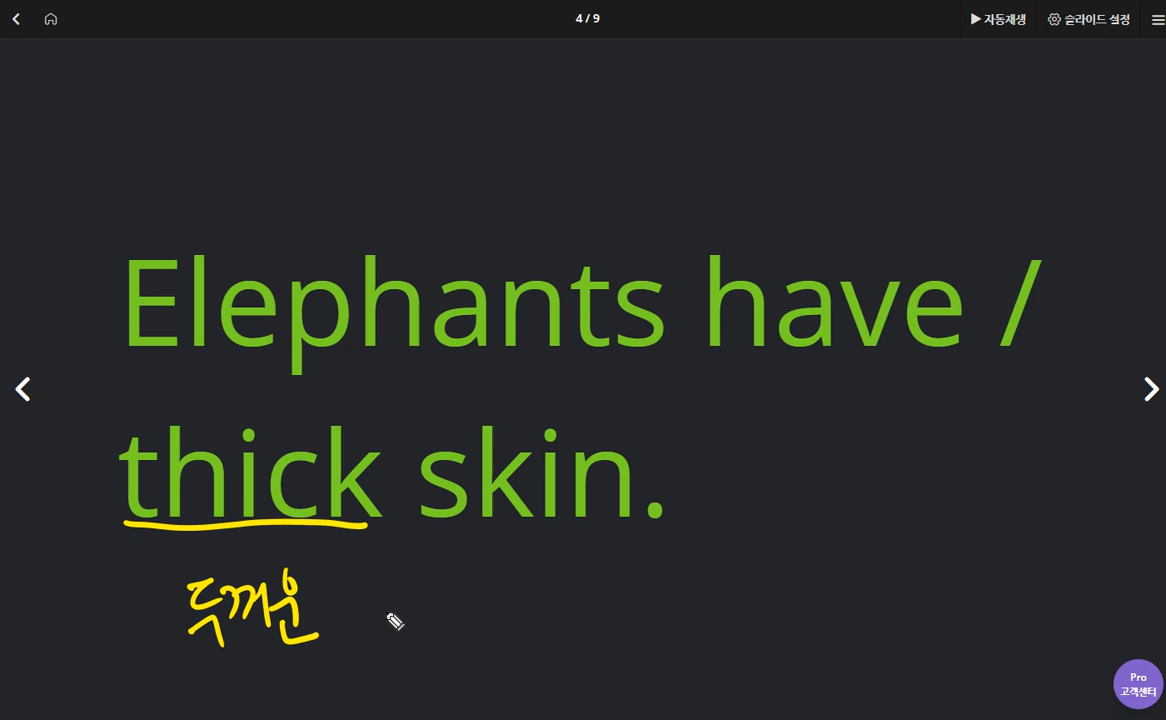 4 / 9
▶ 자동재생
슬라이드 설정
Elephants have /
thick skin.
두꺼운
Pro
고객센터